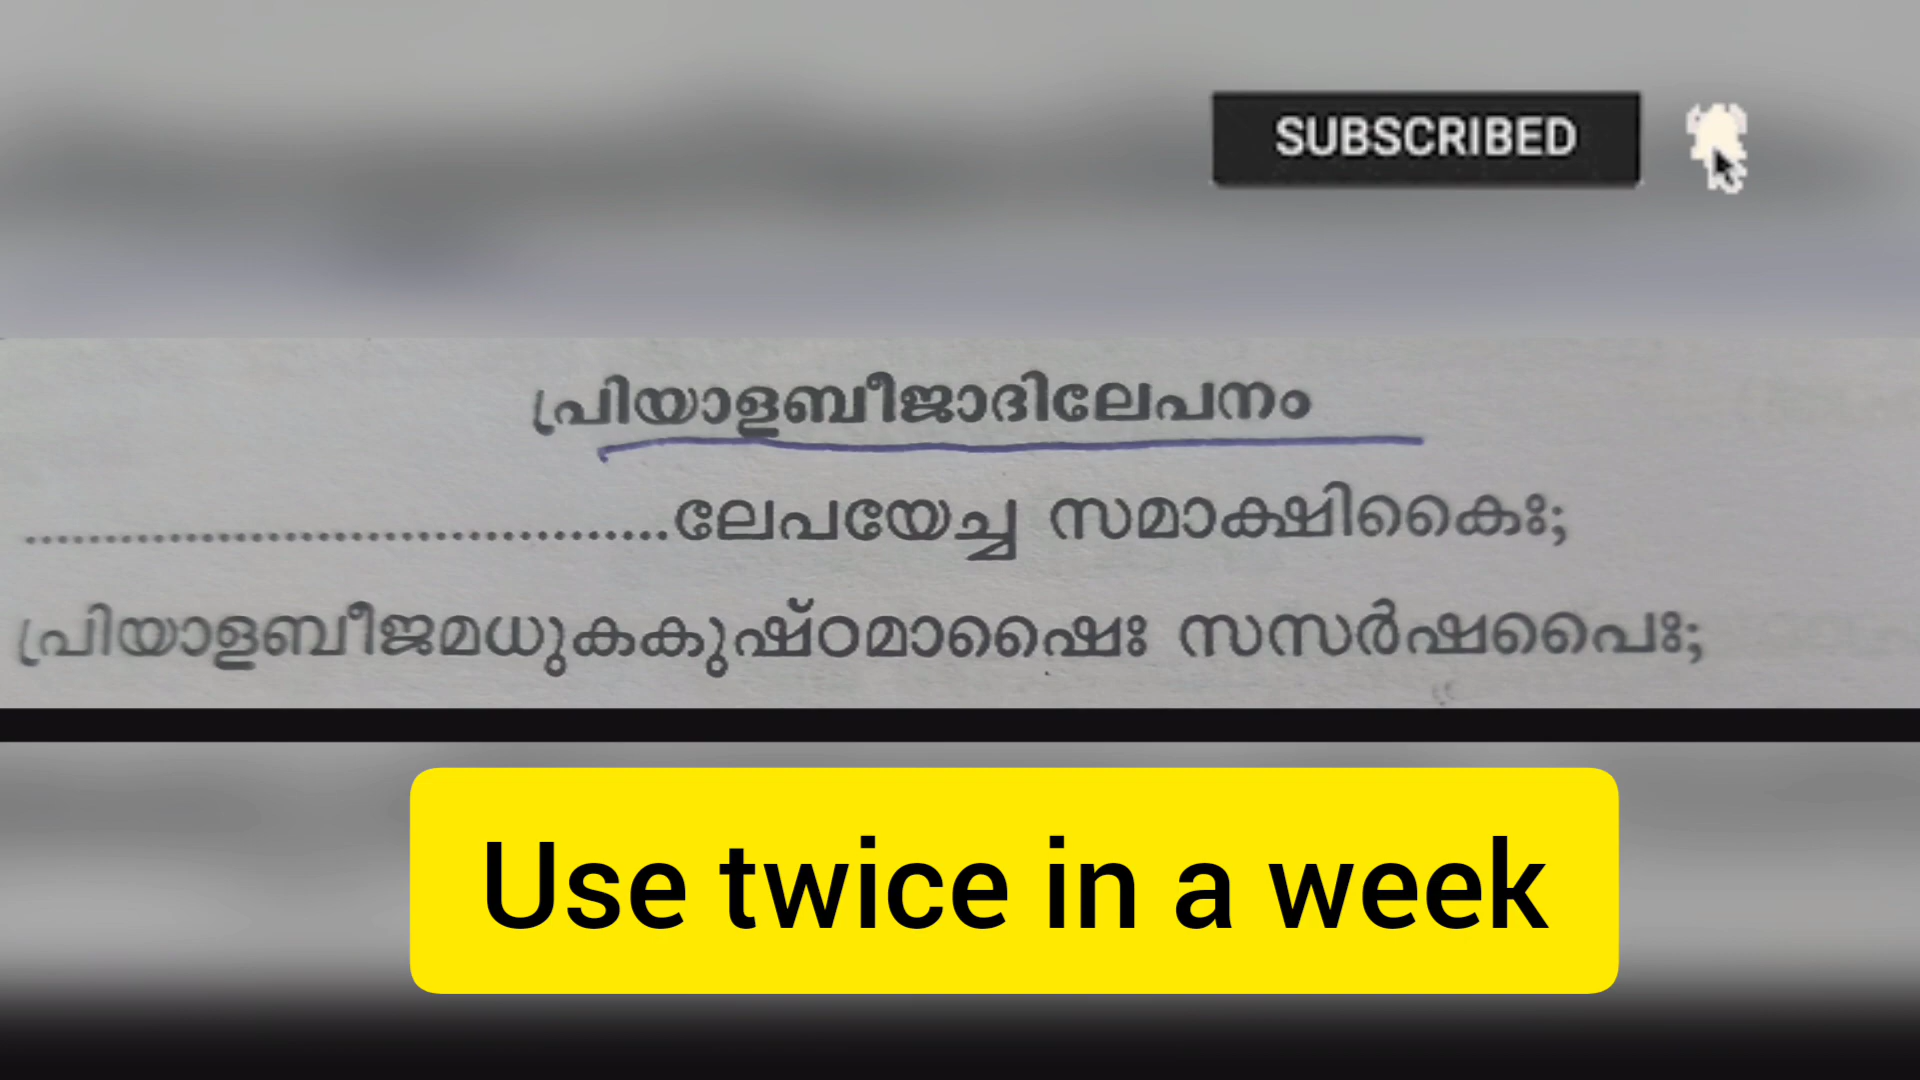 SUBSCRIBED
പ്രിയാളബീജാദിലേപനം
.......................................ലേപയേച്ച സമാക്ഷികൈഃ;
പ്രിയാളബീജമധുകകുഷ്ഠമാഷൈഃ സസർഷപൈഃ;
Use twice in a week